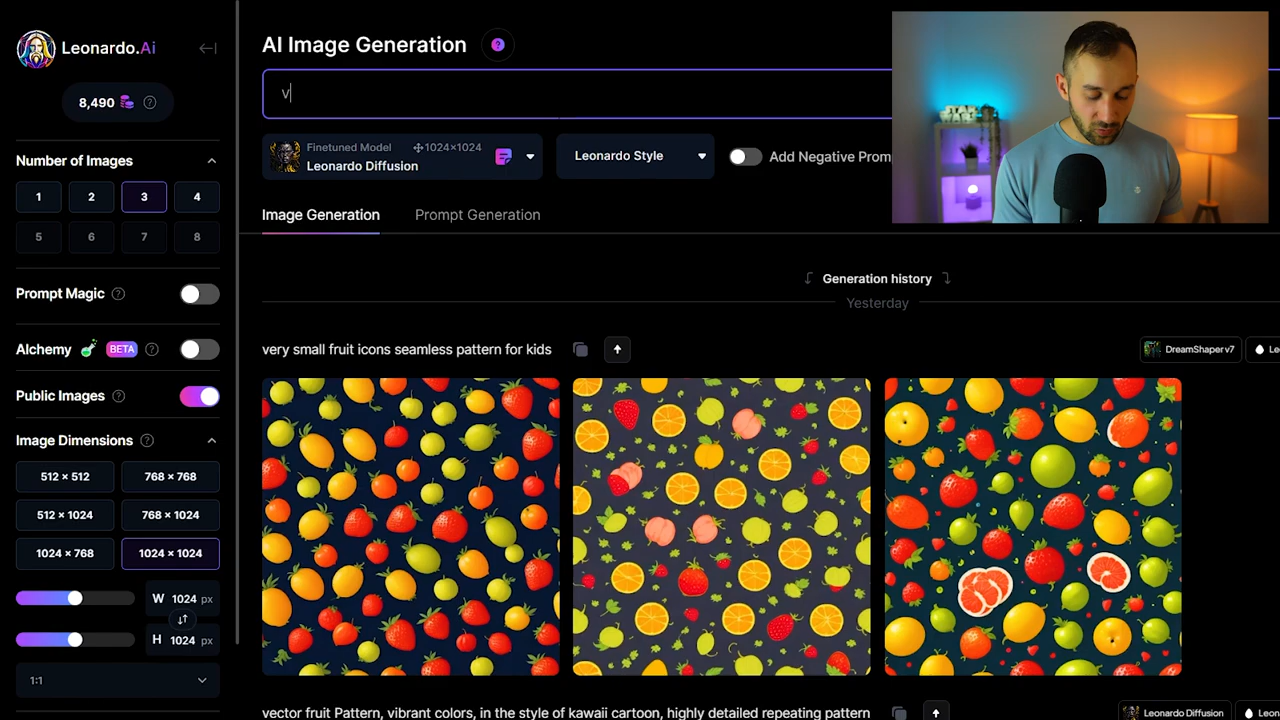 Leonardo.Ai
8,490
Number of Images
1 2 3 4
5 6 7 8
Prompt Magic
Alchemy BETA
Public Images
Image Dimensions
512 × 512 768 × 768
512 × 1024 768 × 1024
1024 × 768 1024 × 1024
W 1024 px
H 1024 px
1:1
AI Image Generation
v
Finetuned Model 1024×1024
Leonardo Diffusion
Leonardo Style
Add Negative Prom
Image Generation Prompt Generation
Generation history
Yesterday
very small fruit icons seamless pattern for kids
DreamShaper v7
Le
vector fruit Pattern, vibrant colors, in the style of kawaii cartoon, highly detailed repeating pattern
Leonardo Diffusion
Leon